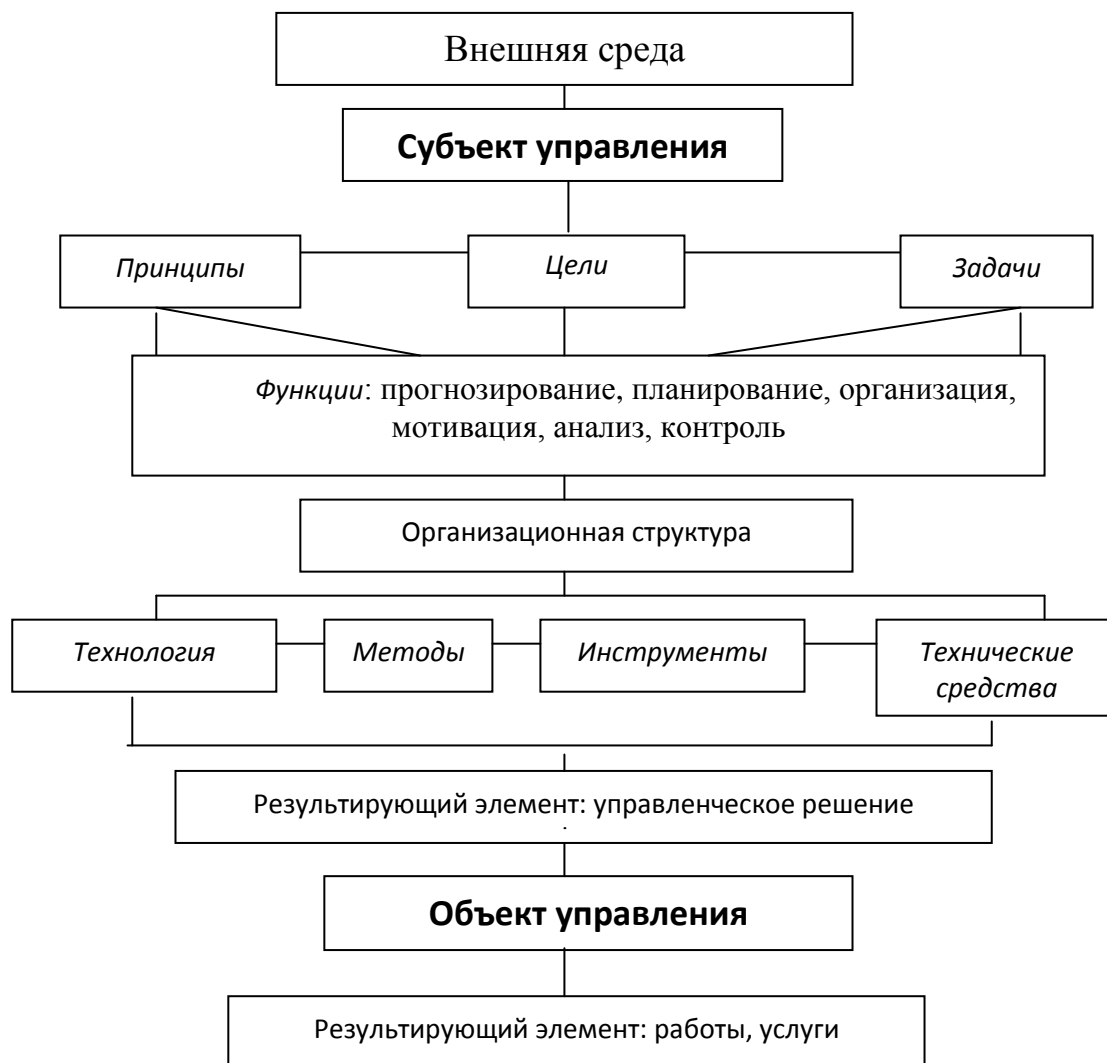 Внешняя среда
Субъект управления
Принципы
Цели
Задачи
Функции: прогнозирование, планирование, организация,
мотивация, анализ, контроль
Организационная структура
Технология
Методы
Инструменты
Технические
средства
Результирующий элемент: управленческое решение
.
Объект управления
Результирующий элемент: работы, услуги